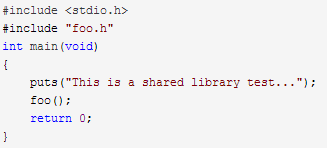 #include <stdio.h>
#include "foo.h"
int main(void)
{
    puts("This is a shared library test...");
    foo();
    return 0;
}